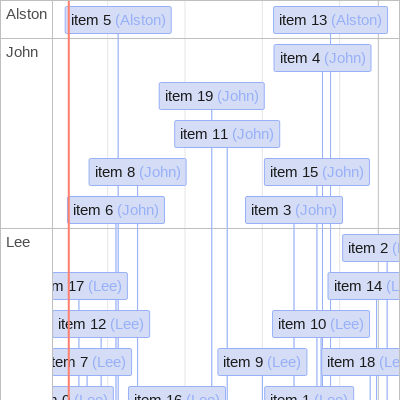 Alston
item 5 (Alston)
item 13 (Alston)
John
item 4 (John)
item 19 (John)
item 11 (John)
item 8 (John)
item 15 (John)
item 6 (John)
item 3 (John)
Lee
item 2 (
17 (Lee)
item 14 (L
item 12 (Lee)
item 10 (Lee)
7 (Lee)
item 9 (Lee)
item 18 (Le
(Lee)
item 16 (Lee)
item 1 (Lee)